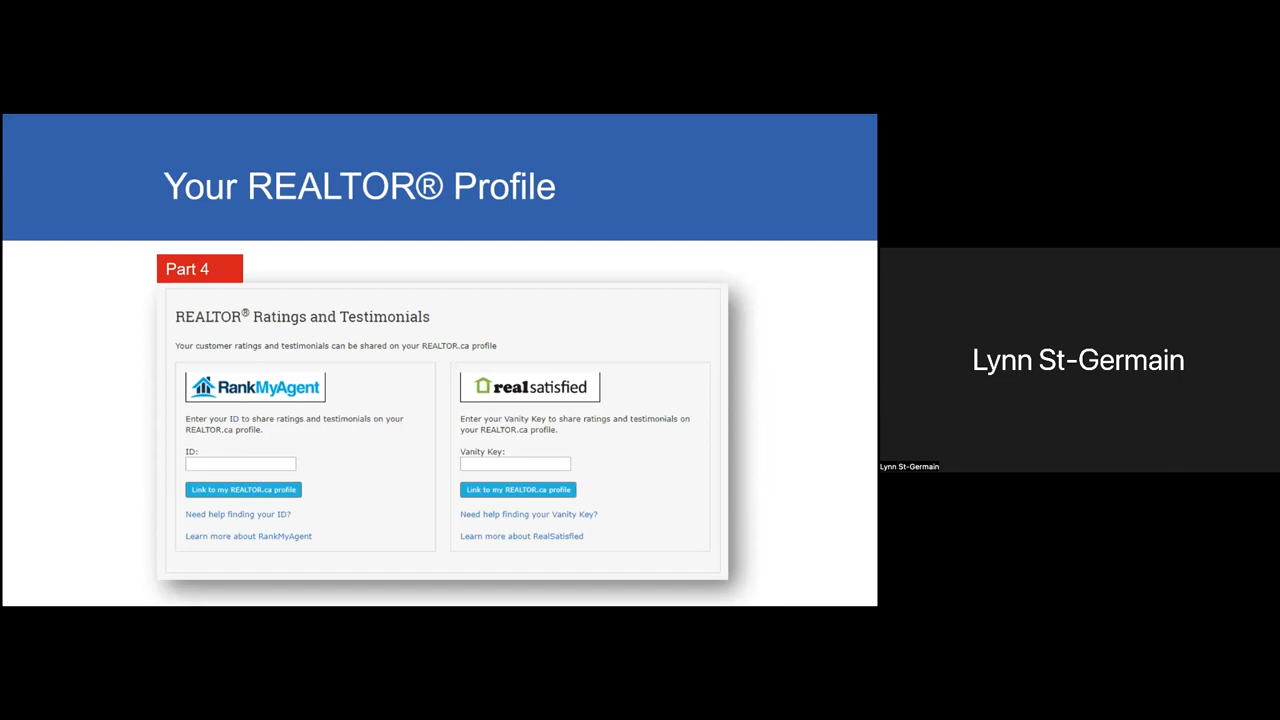 Your REALTOR® Profile
Part 4
REALTOR® Ratings and Testimonials
Your customer ratings and testimonials can be shared on your REALTOR.ca profile
RankMyAgent
Enter your ID to share ratings and testimonials on your
REALTOR.ca profile.
ID:
Link to my REALTOR.ca profile
Need help finding your ID?
Learn more about RankMyAgent
realsatisfied
Enter your Vanity Key to share ratings and testimonials on
your REALTOR.ca profile.
Vanity Key:
Link to my REALTOR.ca profile
Need help finding your Vanity Key?
Learn more about RealSatisfied
Lynn St-Germain
Lynn St-Germain